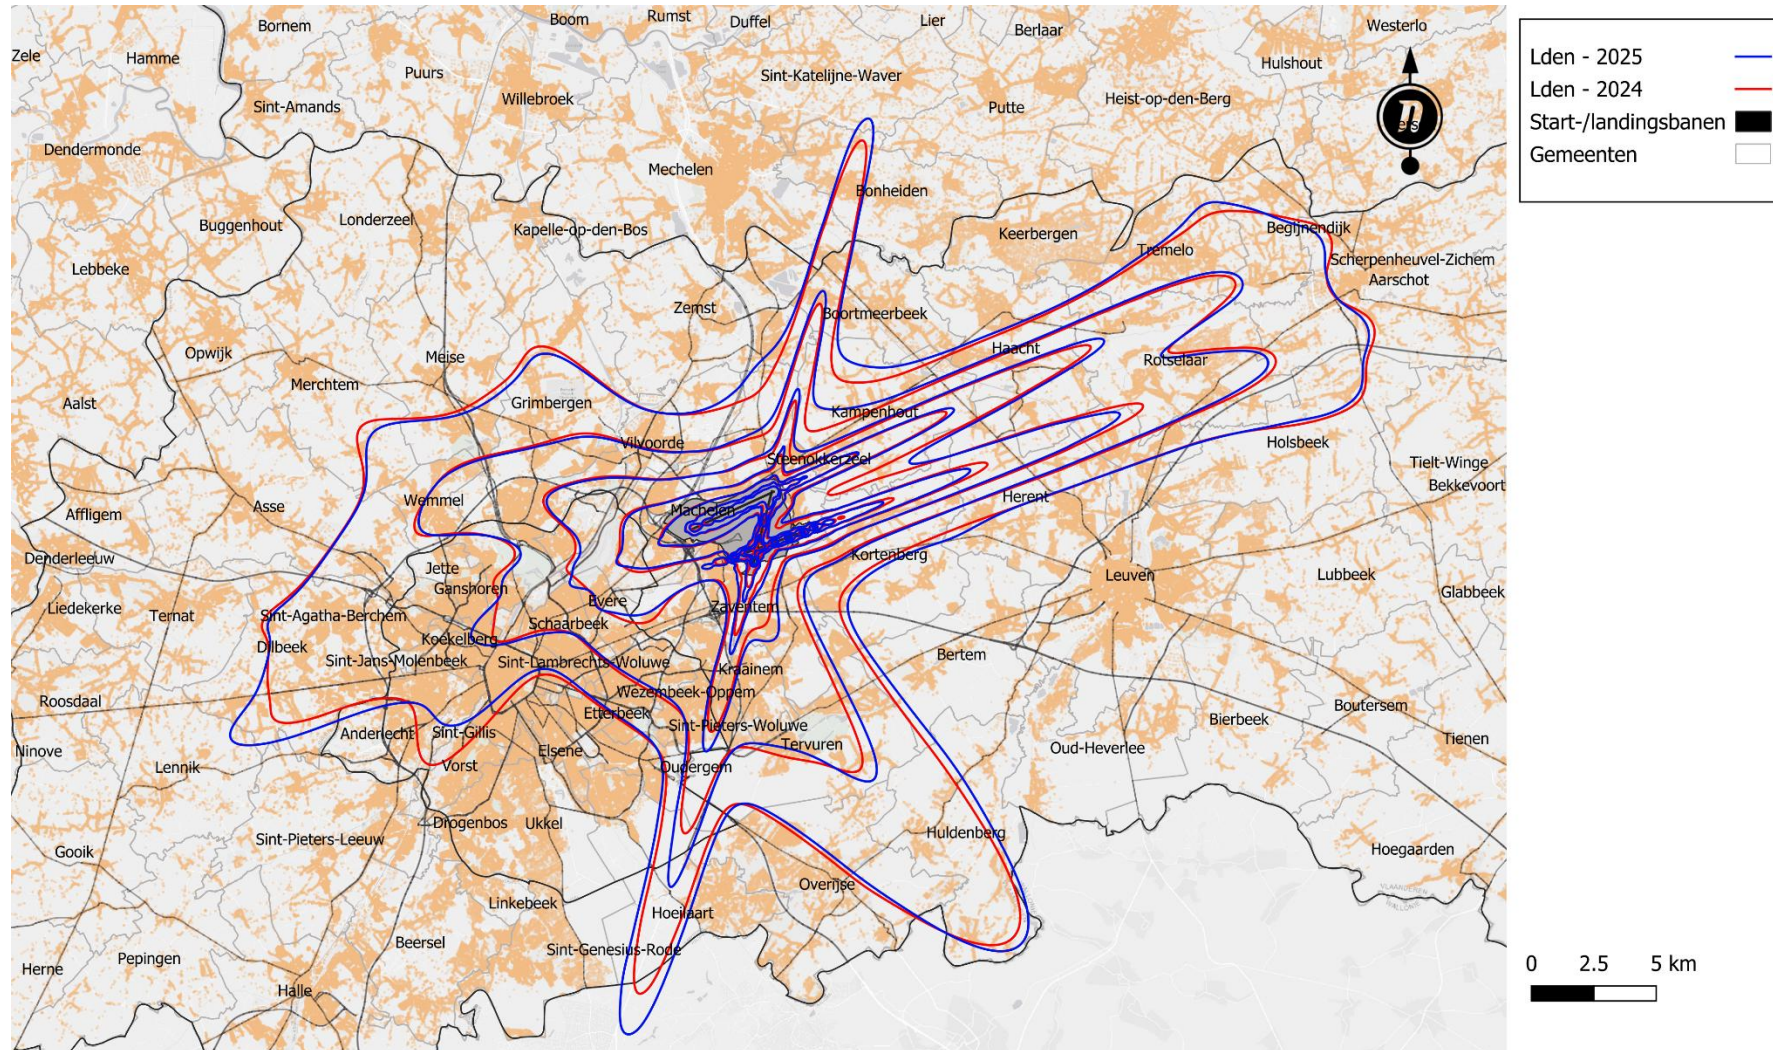 Bornem
Boom
Rumst
Duffel
Lier
Berlaar
Westerlo
Zele
Hamme
Puurs
Sint-Katelijne-Waver
Hulshout
Sint-Amands
Willebroek
Putte
Heist-op-den-Berg
Dendermonde
Mechelen
Bonheiden
Buggenhout
Londerzeel
Kapelle-op-den-Bos
Keerbergen
Begijnendijk
Tremelo
Scherpenheuvel-Zichem
Lebbeke
Aarschot
Zemst
Boortmeerbeek
Opwijk
Meise
Haacht
Rotselaar
Merchtem
Aalst
Grimbergen
Kampenhout
Vilvoorde
Holsbeek
Steenokkerzeel
Tielt-Winge
Bekkevoort
Asse
Wemmel
Herent
Affligem
Machelen
Denderleeuw
Jette
Kortenberg
Ganshoren
Leuven
Lubbeek
Glabbeek
Liedekerke
Ternat
Sint-Agatha-Berchem
Evere
Zaventem
Schaarbeek
Koekelberg
Dilbeek
Sint-Jans-Molenbeek
Sint-Lambrechts-Woluwe
Kraainem
Bertem
Wezembeek-Oppem
Roosdaal
Etterbeek
Sint-Pieters-Woluwe
Boutersem
Bierbeek
Anderlecht
Sint-Gillis
Tervuren
Oud-Heverlee
Tienen
Ninove
Elsene
Lennik
Vorst
Oudergem
Drogenbos
Ukkel
Huldenberg
Sint-Pieters-Leeuw
Gooik
Hoegaarden
Overijse
VLAANDEREN
WALLONIE
Linkebeek
Hoeilaart
Beersel
Sint-Genesius-Rode
Pepingen
Herne
Halle
Lden - 2025
Lden - 2024
Start-/landingsbanen
Gemeenten
0 2.5 5 km